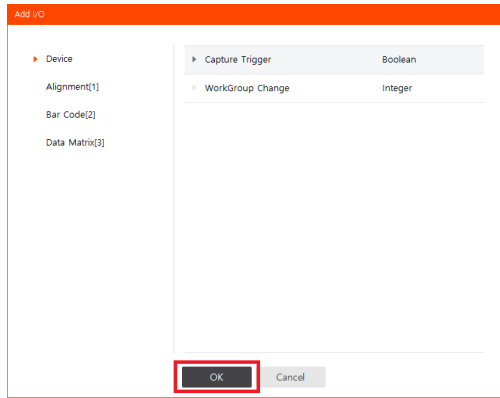 Add I/O
Device
Alignment[1]
Bar Code[2]
Data Matrix[3]
Capture Trigger Boolean
WorkGroup Change Integer
OK Cancel